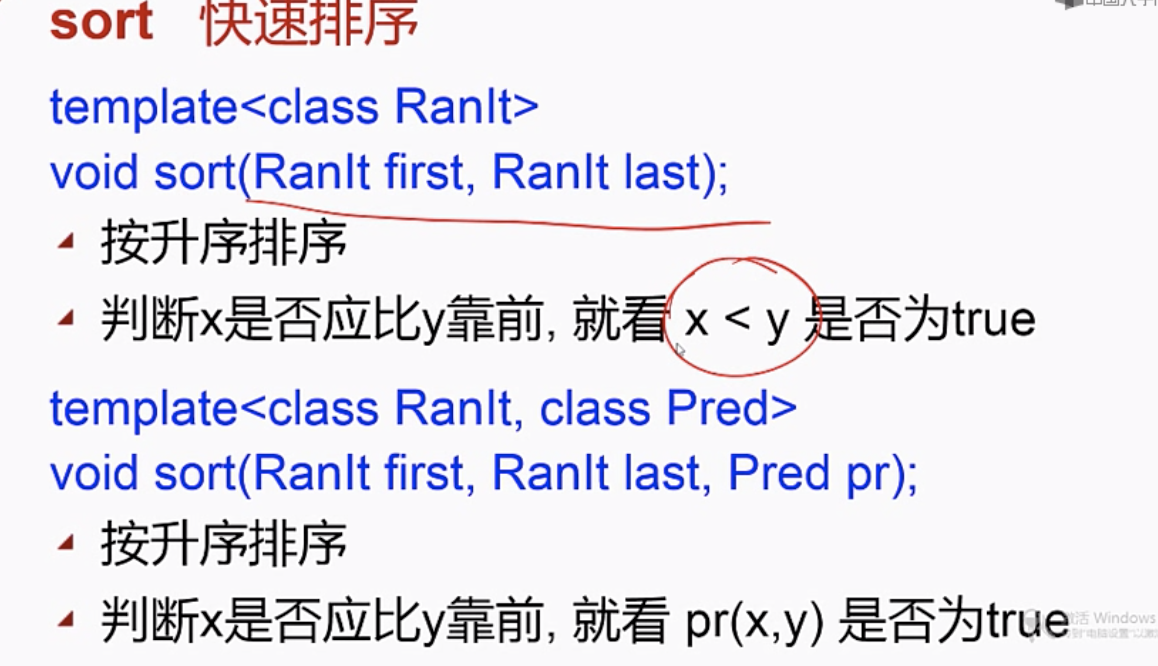 sort 快速排序
template<class RanIt>
void sort(RanIt first, RanIt last);
按升序排序
判断x是否应比y靠前, 就看 x < y 是否为true
template<class RanIt, class Pred>
void sort(RanIt first, RanIt last, Pred pr);
按升序排序
判断x是否应比y靠前, 就看 pr(x,y) 是否为true
激活 Windows